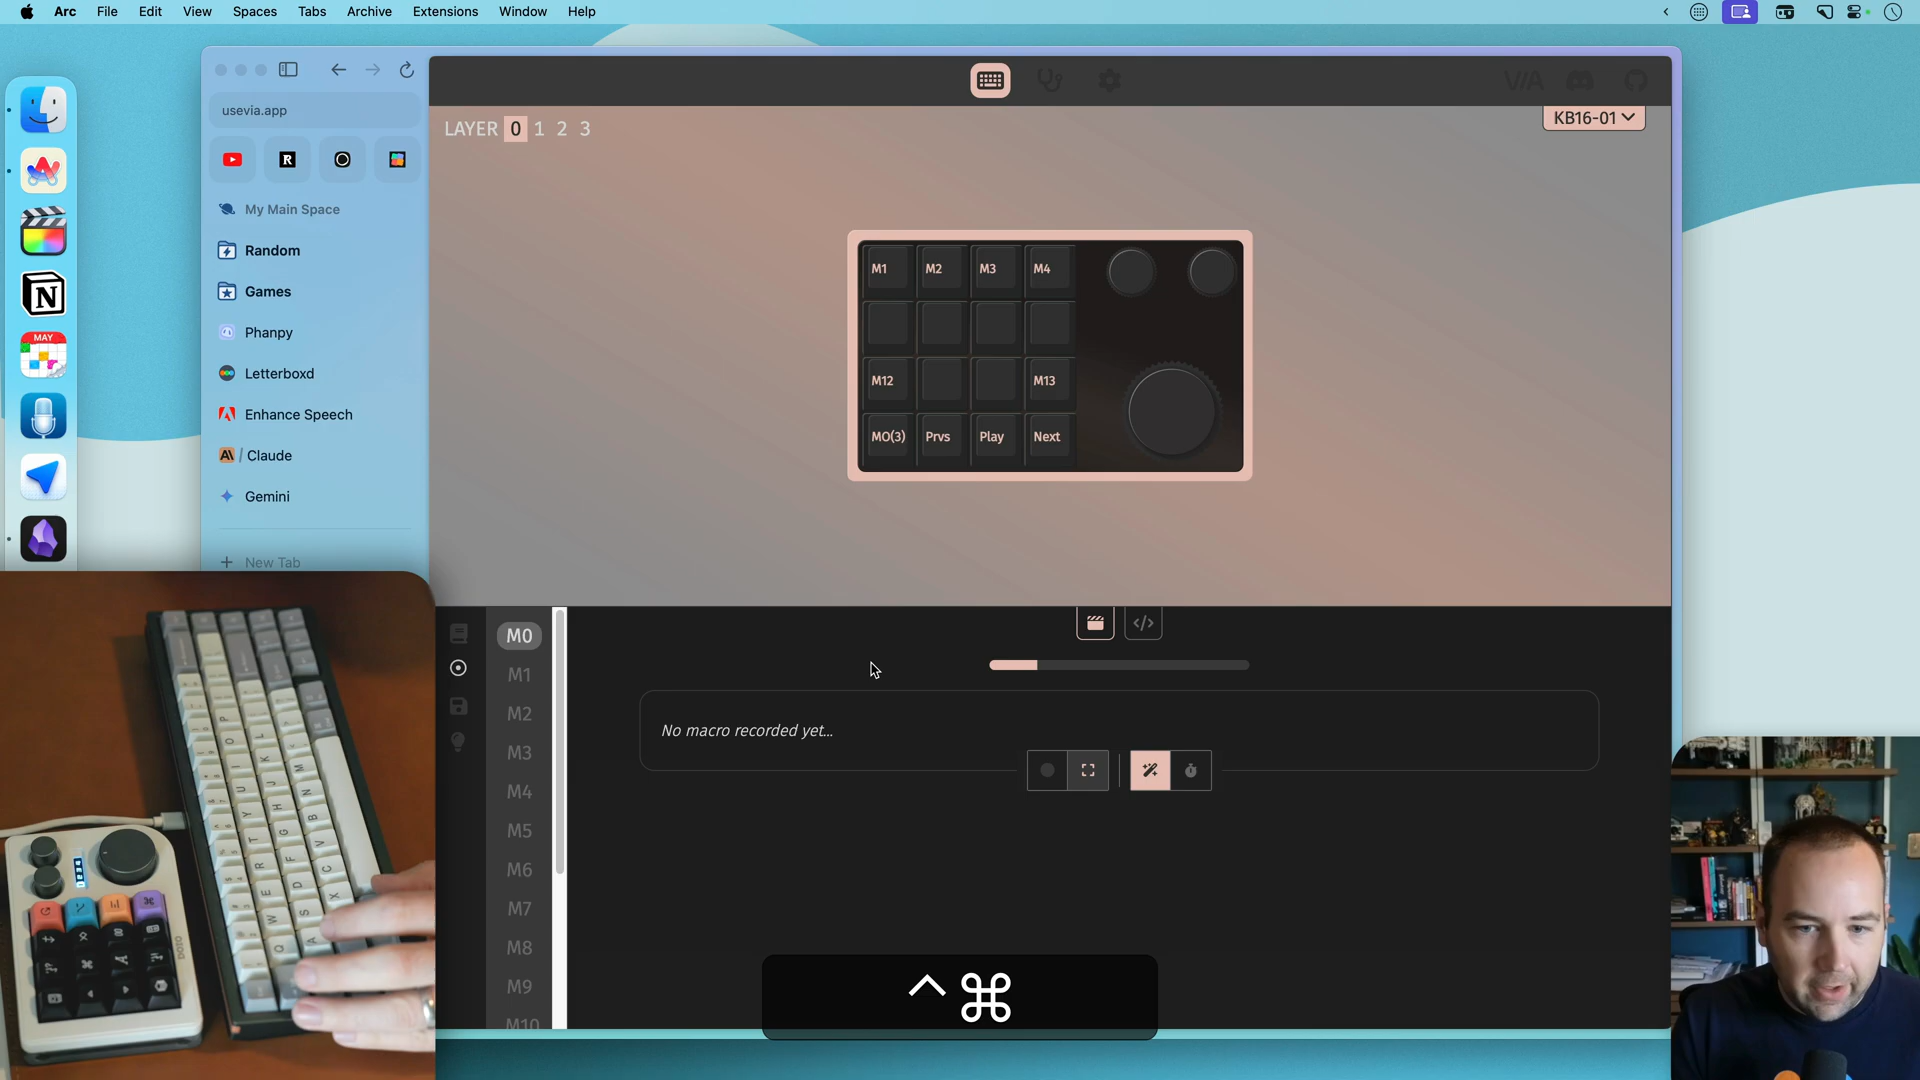 Arc File Edit View Spaces Tabs Archive Extensions Window Help
usevia.app
My Main Space
Random
Games
Phanpy
Letterboxd
Enhance Speech
/ Claude
Gemini
+ New Tab
MAY
LAYER 0 1 2 3
VIA
KB16-01
M1 M2 M3 M4
M12 M13
MO(3) Prvs Play Next
M0
M1
M2
M3
M4
M5
M6
M7
M8
M9
M10
No macro recorded yet...
^ ⌘